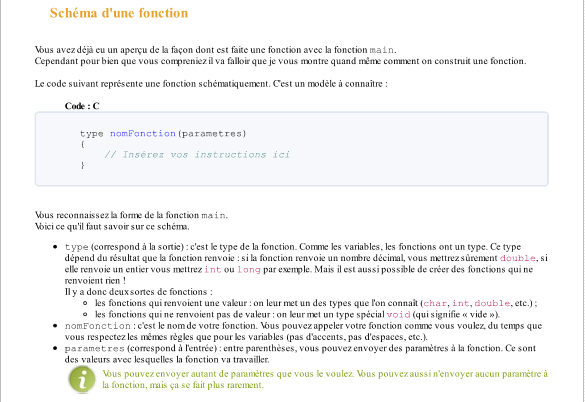 Schéma d'une fonction
Vous avez déjà eu un aperçu de la façon dont est faite une fonction avec la fonction main.
Cependant pour bien que vous compreniez il va falloir que je vous montre quand même comment on construit une fonction.
Le code suivant représente une fonction schématiquement. C'est un modèle à connaître :
Code : C
type nomFonction(parametres)
{
// Insérez vos instructions ici
}
Vous reconnaissez la forme de la fonction main.
Voici ce qu'il faut savoir sur ce schéma.
type (correspond à la sortie) : c'est le type de la fonction. Comme les variables, les fonctions ont un type. Ce type
dépend du résultat que la fonction renvoie : si la fonction renvoie un nombre décimal, vous mettrez sûrement double, si
elle renvoie un entier vous mettrez int ou long par exemple. Mais il est aussi possible de créer des fonctions qui ne
renvoient rien !
Il y a donc deux sortes de fonctions :
les fonctions qui renvoient une valeur : on leur met un des types que l'on connaît (char, int, double, etc.) ;
les fonctions qui ne renvoient pas de valeur : on leur met un type spécial void (qui signifie « vide »).
nomFonction : c'est le nom de votre fonction. Vous pouvez appeler votre fonction comme vous voulez, du temps que
vous respectez les mêmes règles que pour les variables (pas d'accents, pas d'espaces, etc.).
parametres (correspond à l'entrée) : entre parenthèses, vous pouvez envoyer des paramètres à la fonction. Ce sont
des valeurs avec lesquelles la fonction va travailler.
Vous pouvez envoyer autant de paramètres que vous le voulez. Vous pouvez aussi n'envoyer aucun paramètre à
la fonction, mais ça se fait plus rarement.